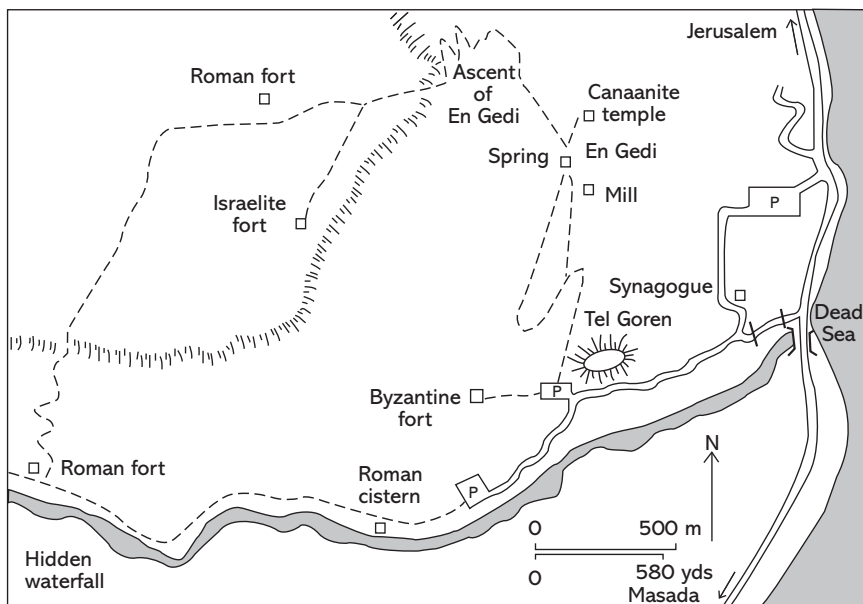 Jerusalem
Roman fort
Ascent
of
En Gedi
Canaanite
temple
Spring
En Gedi
Mill
Israelite
fort
P
Synagogue
Dead
Sea
Tel Goren
Byzantine
fort
P
N
Roman fort
Roman
cistern
P
0 500 m
0 580 yds
Hidden
waterfall
Masada